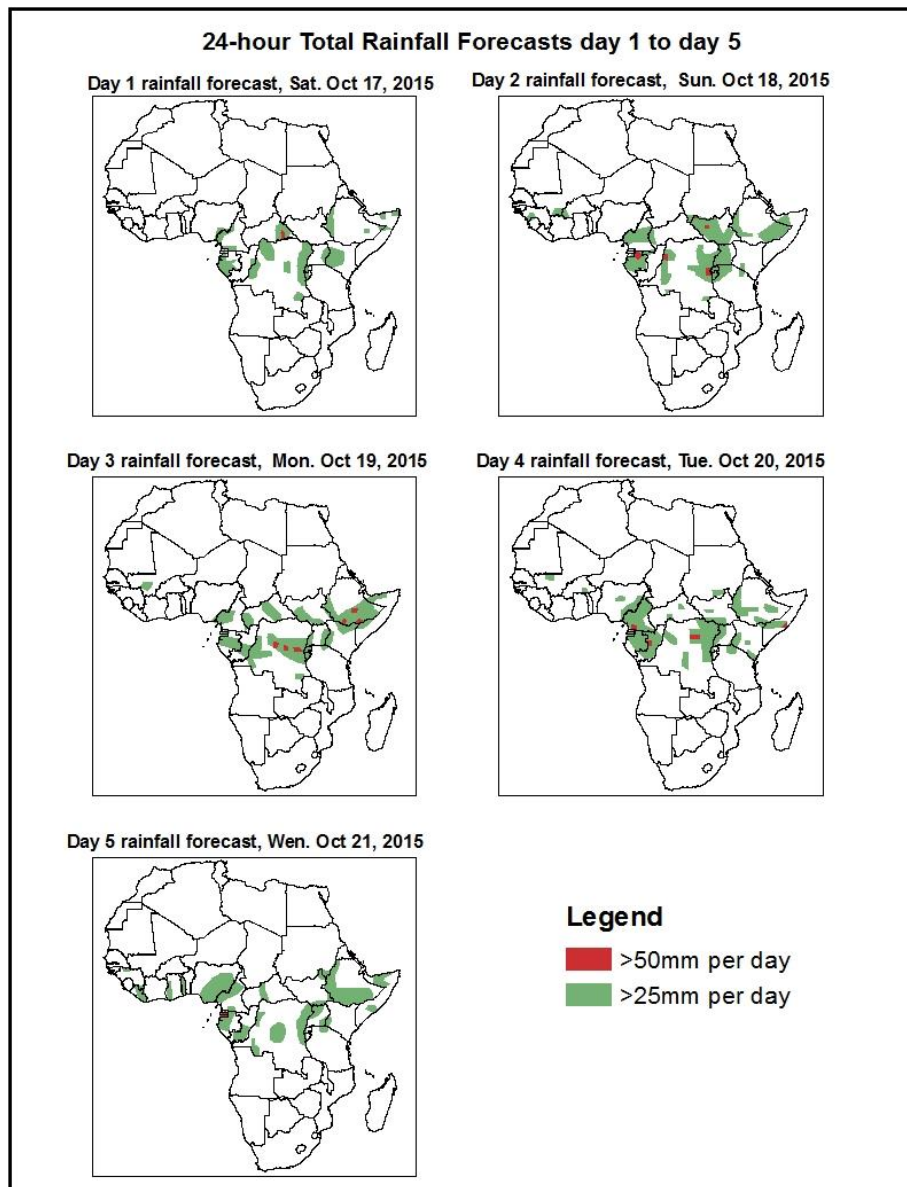 24-hour Total Rainfall Forecasts day 1 to day 5
Day 1 rainfall forecast, Sat. Oct 17, 2015
Day 2 rainfall forecast, Sun. Oct 18, 2015
Day 3 rainfall forecast, Mon. Oct 19, 2015
Day 4 rainfall forecast, Tue. Oct 20, 2015
Day 5 rainfall forecast, Wen. Oct 21, 2015
Legend
>50mm per day
>25mm per day